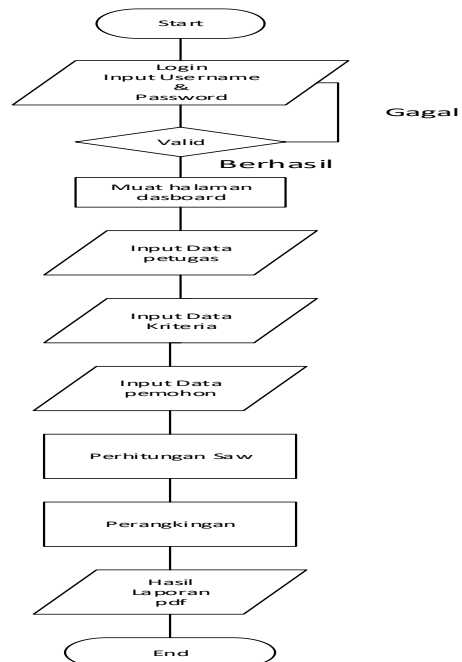 Start
Login
Input Username
&
Password
Gagal
Valid
Berhasil
Muat halaman
dasboard
Input Data
petugas
Input Data
Kriteria
Input Data
pemohon
Perhitungan Saw
Perangkingan
Hasil
Laporan
pdf
End